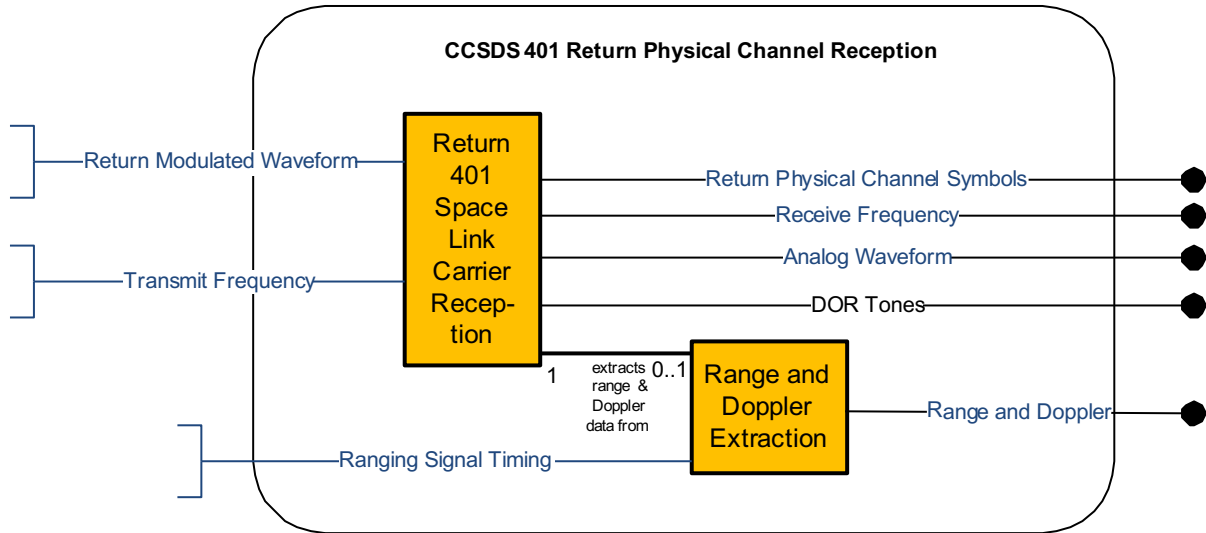 CCSDS 401 Return Physical Channel Reception
Return Modulated Waveform
Transmit Frequency
Return
401
Space
Link
Carrier
Recep-
tion
Return Physical Channel Symbols
Receive Frequency
Analog Waveform
DOR Tones
1
extracts
range &
Doppler
data from
0..1
Range and
Doppler
Extraction
Range and Doppler
Ranging Signal Timing